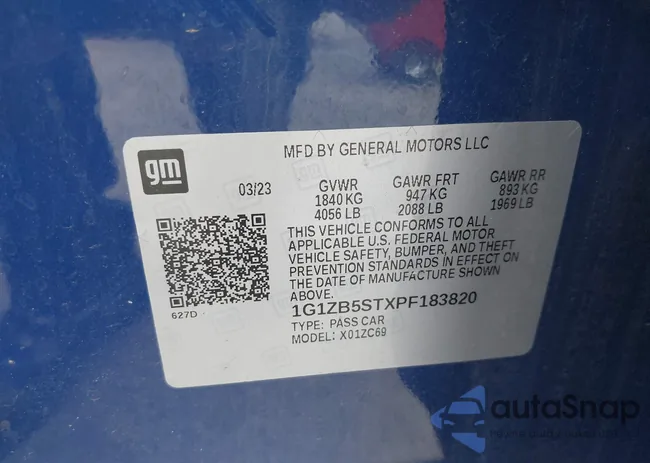 gm
MFD BY GENERAL MOTORS LLC
03/23
GVWR
1840 KG
4056 LB
GAWR FRT
947 KG
2088 LB
GAWR RR
893 KG
1969 LB
THIS VEHICLE CONFORMS TO ALL
APPLICABLE U.S. FEDERAL MOTOR
VEHICLE SAFETY, BUMPER, AND THEFT
PREVENTION STANDARDS IN EFFECT ON
THE DATE OF MANUFACTURE SHOWN
ABOVE.
627D
1G1ZB5STXPF183820
TYPE: PASS CAR
MODEL: X01ZC69
autaSnap